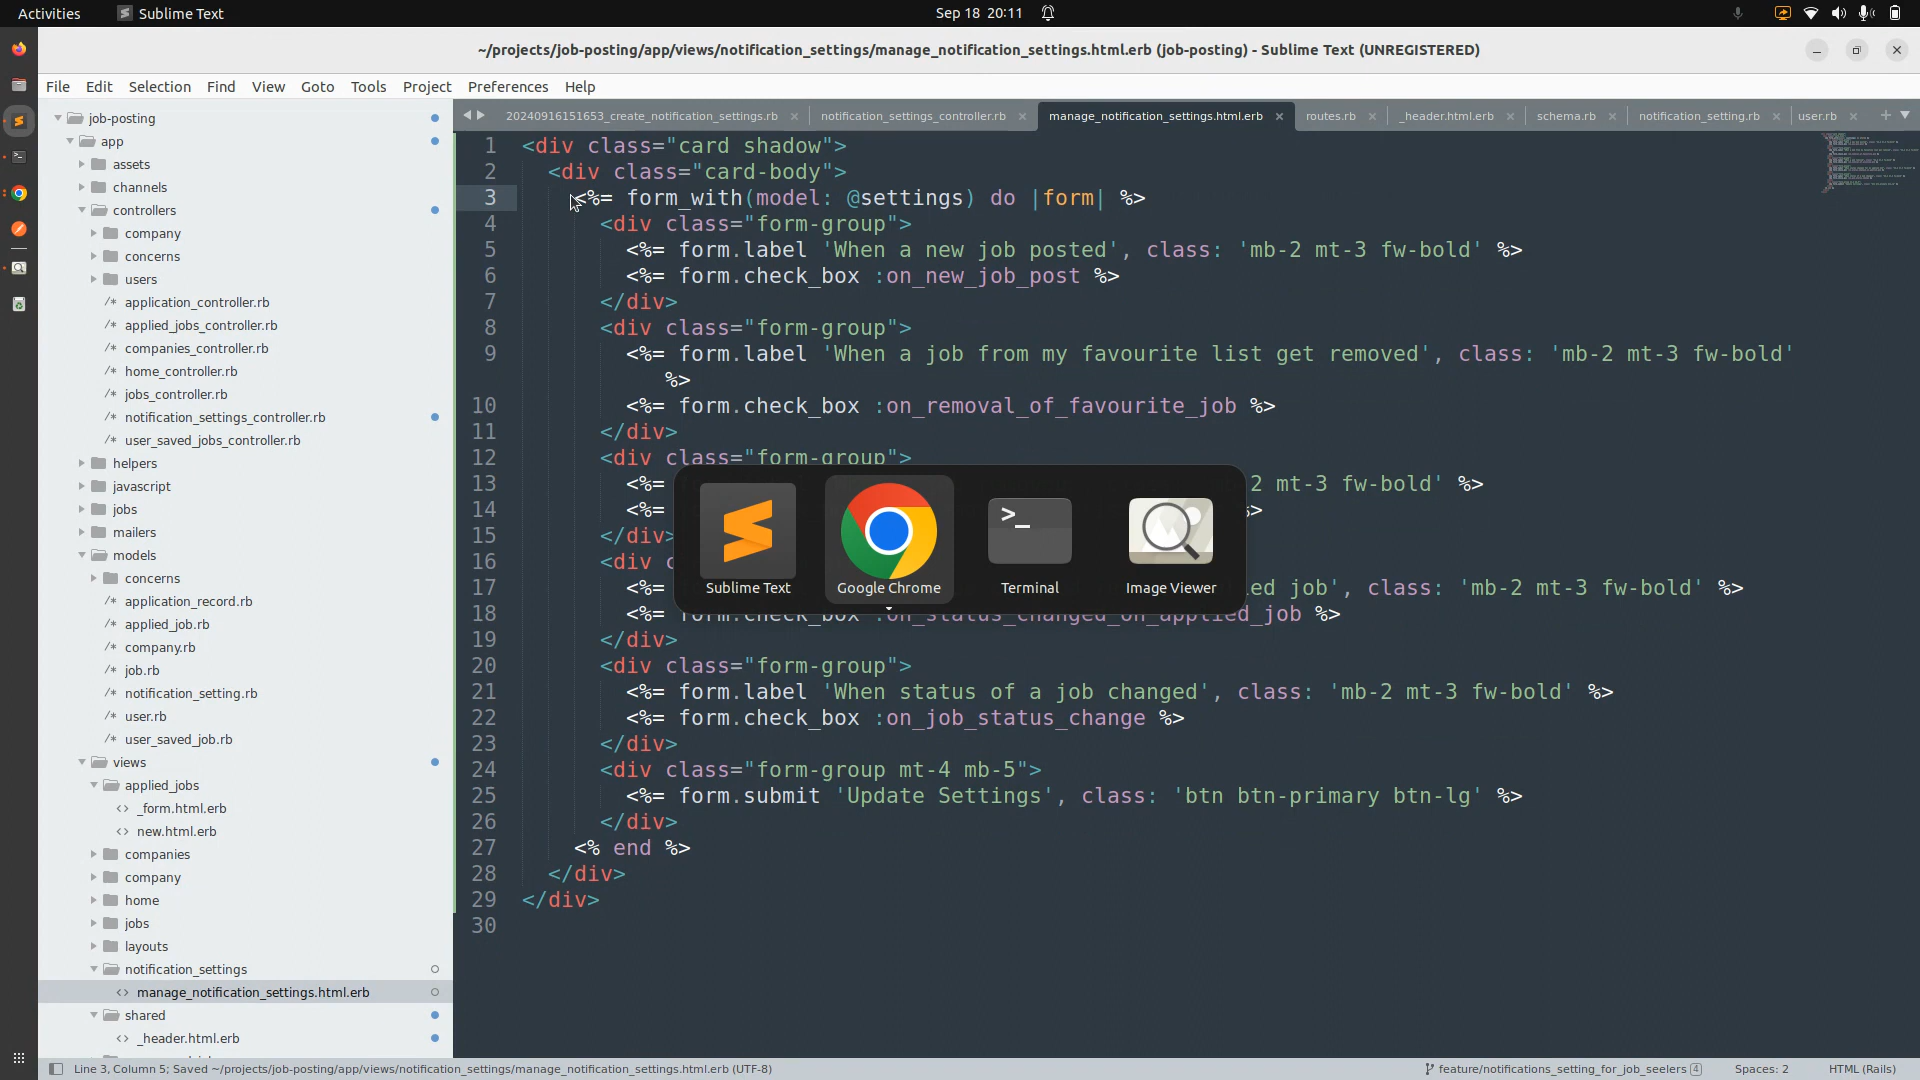 Activities
Sublime Text
Sep 18 20:11
~/projects/job-posting/app/views/notification_settings/manage_notification_settings.html.erb (job-posting) - Sublime Text (UNREGISTERED)
File Edit Selection Find View Goto Tools Project Preferences Help
job-posting
app
assets
channels
controllers
company
concerns
users
application_controller.rb
applied_jobs_controller.rb
companies_controller.rb
home_controller.rb
jobs_controller.rb
notification_settings_controller.rb
user_saved_jobs_controller.rb
helpers
javascript
jobs
mailers
models
concerns
application_record.rb
applied_job.rb
company.rb
job.rb
notification_setting.rb
user.rb
user_saved_job.rb
views
applied_jobs
_form.html.erb
new.html.erb
companies
company
home
jobs
layouts
notification_settings
manage_notification_settings.html.erb
shared
_header.html.erb
20240916151653_create_notification_settings.rb
notification_settings_controller.rb
manage_notification_settings.html.erb
routes.rb
_header.html.erb
schema.rb
notification_setting.rb
user.rb
1 <div class="card shadow">
2 <div class="card-body">
3 <%= form_with(model: @settings) do |form| %>
4 <div class="form-group">
5 <%= form.label 'When a new job posted', class: 'mb-2 mt-3 fw-bold' %>
6 <%= form.check_box :on_new_job_post %>
7 </div>
8 <div class="form-group">
9 <%= form.label 'When a job from my favourite list get removed', class: 'mb-2 mt-3 fw-bold'
%>
10 <%= form.check_box :on_removal_of_favourite_job %>
11 </div>
12 <div class="form-group">
13 <%= 2 mt-3 fw-bold' %>
14 <%= %>
15 </div>
16 <div
17 <%= job', class: 'mb-2 mt-3 fw-bold' %>
18 <%= form.check_box :on_status_changed_on_applied_job %>
19 </div>
20 <div class="form-group">
21 <%= form.label 'When status of a job changed', class: 'mb-2 mt-3 fw-bold' %>
22 <%= form.check_box :on_job_status_change %>
23 </div>
24 <div class="form-group mt-4 mb-5">
25 <%= form.submit 'Update Settings', class: 'btn btn-primary btn-lg' %>
26 </div>
27 <% end %>
28 </div>
29 </div>
30
Sublime Text
Google Chrome
Terminal
Image Viewer
Line 3, Column 5; Saved ~/projects/job-posting/app/views/notification_settings/manage_notification_settings.html.erb (UTF-8)
feature/notifications_setting_for_job_seelers 4
Spaces: 2
HTML (Rails)